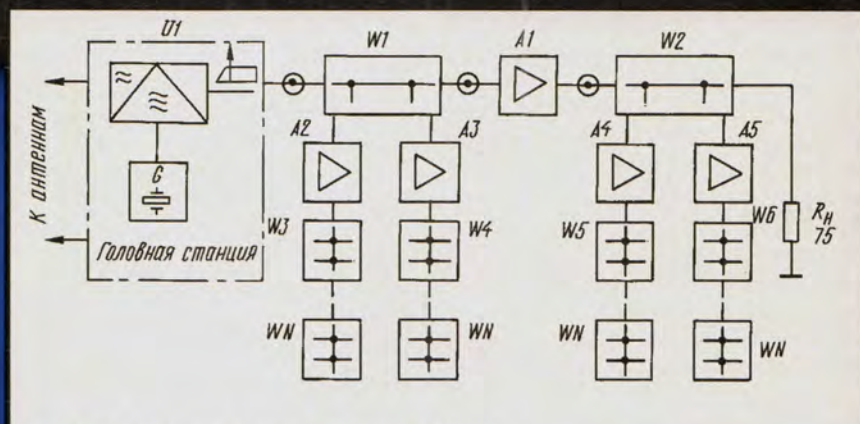 U1
W1
A1
W2
К антеннам
G
Головная станция
A2
A3
A4
A5
W3
W4
W5
W6
Rн
75
WN
WN
WN
WN